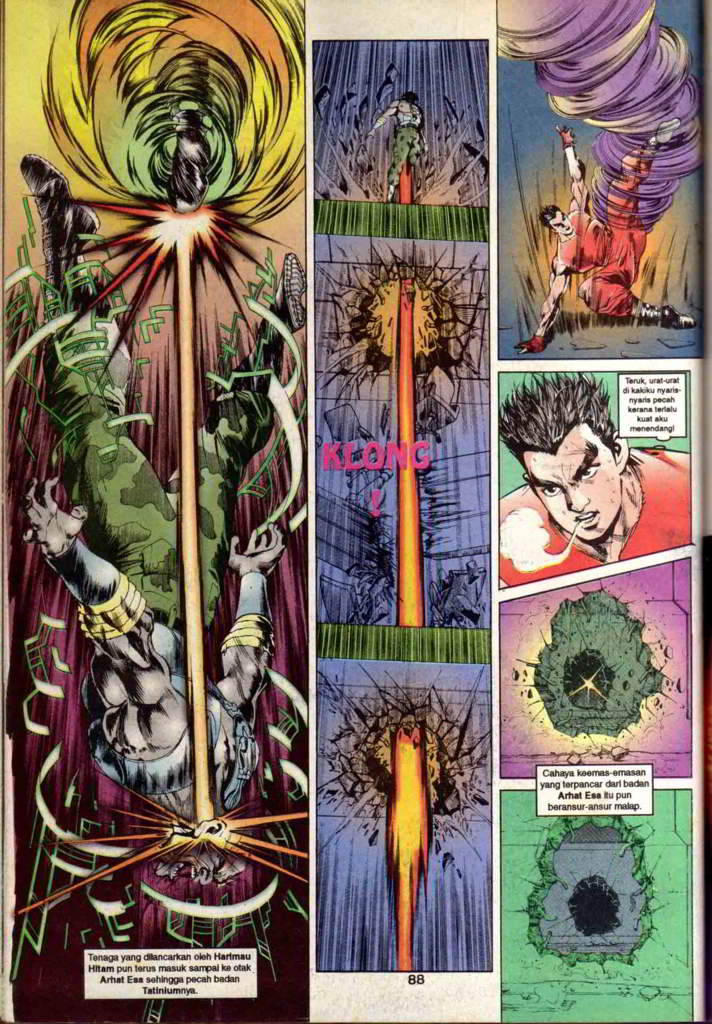 Tenaga yang dilancarkan oleh Harimau
Hitam pun terus masuk sampai ke otak
Arhat Esa sehingga pecah badan
Tatiniumnya.
KLONG
!
88
Teruk, urat-urat
di kakiku nyaris-
nyaris pecah
kerana terlalu
kuat aku
menendang!
Cahaya keemas-emasan
yang terpancar dari badan
Arhat Esa itu pun
beransur-ansur malap.